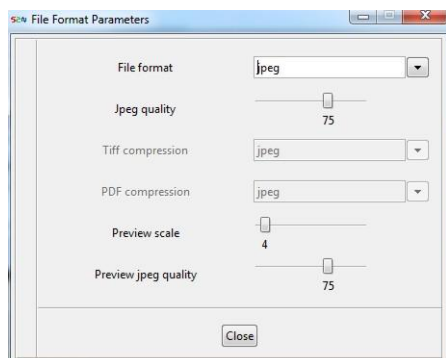 S2N File Format Parameters
File format jpeg
Jpeg quality
75
Tiff compression jpeg
PDF compression jpeg
Preview scale
4
Preview jpeg quality
75
Close